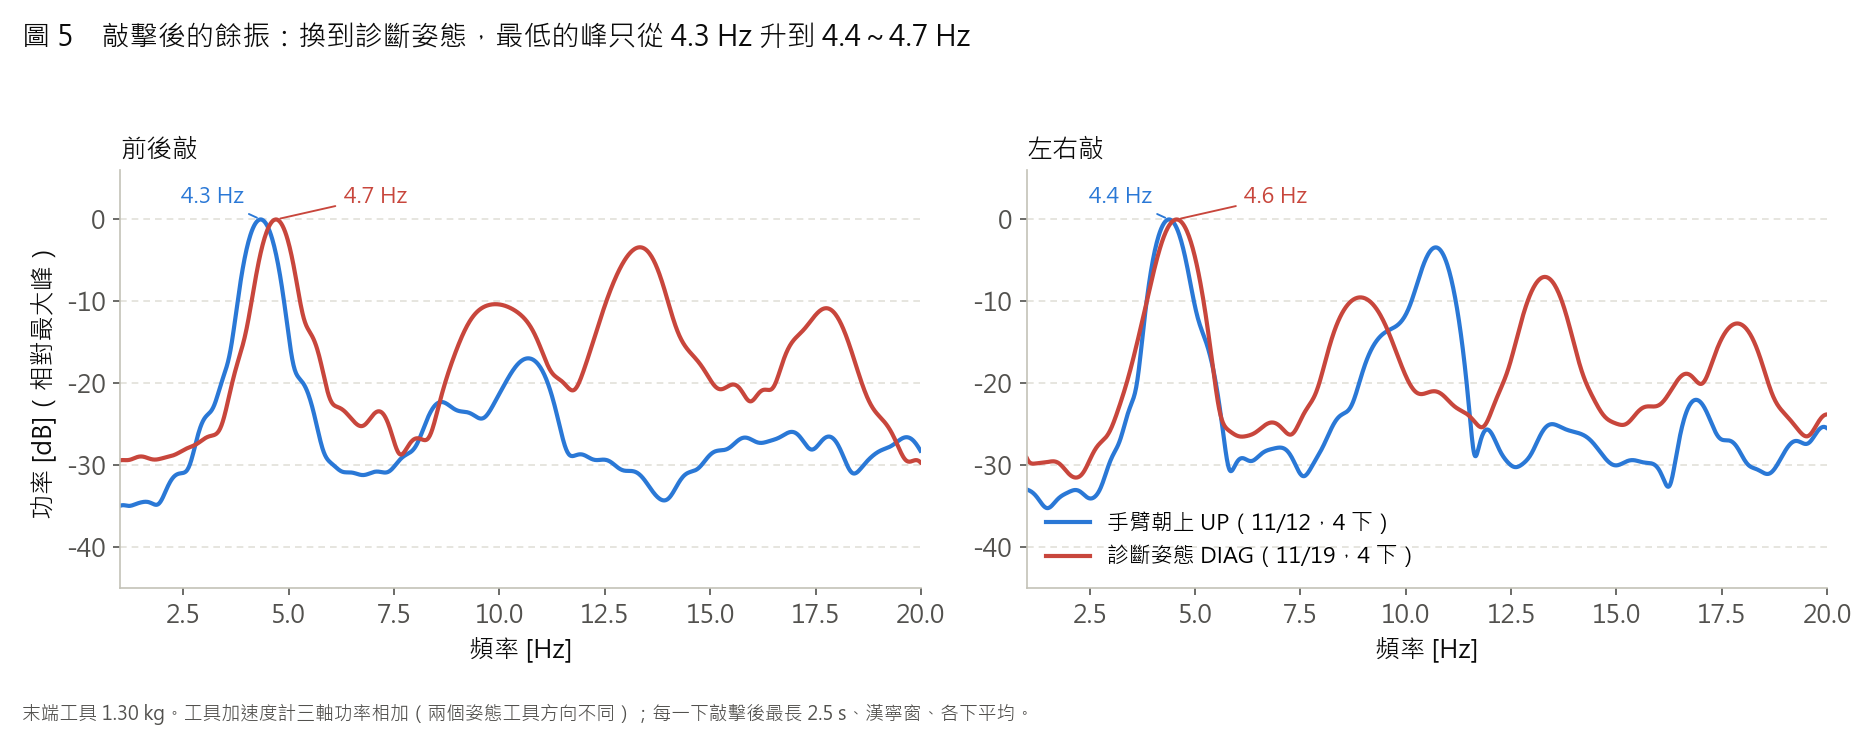 圖 5　敲擊後的餘振：換到診斷姿態，最低的峰只從 4.3 Hz 升到 4.4～4.7 Hz
前後敲
4.3 Hz
4.7 Hz
0
-10
-20
-30
-40
功率 [dB]（相對最大峰）
2.5
5.0
7.5
10.0
12.5
15.0
17.5
20.0
頻率 [Hz]
左右敲
4.4 Hz
4.6 Hz
0
-10
-20
-30
-40
手臂朝上 UP（11/12，4 下）
診斷姿態 DIAG（11/19，4 下）
2.5
5.0
7.5
10.0
12.5
15.0
17.5
20.0
頻率 [Hz]
末端工具 1.30 kg。工具加速度計三軸功率相加（兩個姿態工具方向不同）；每一下敲擊後最長 2.5 s、漢寧窗、各下平均。